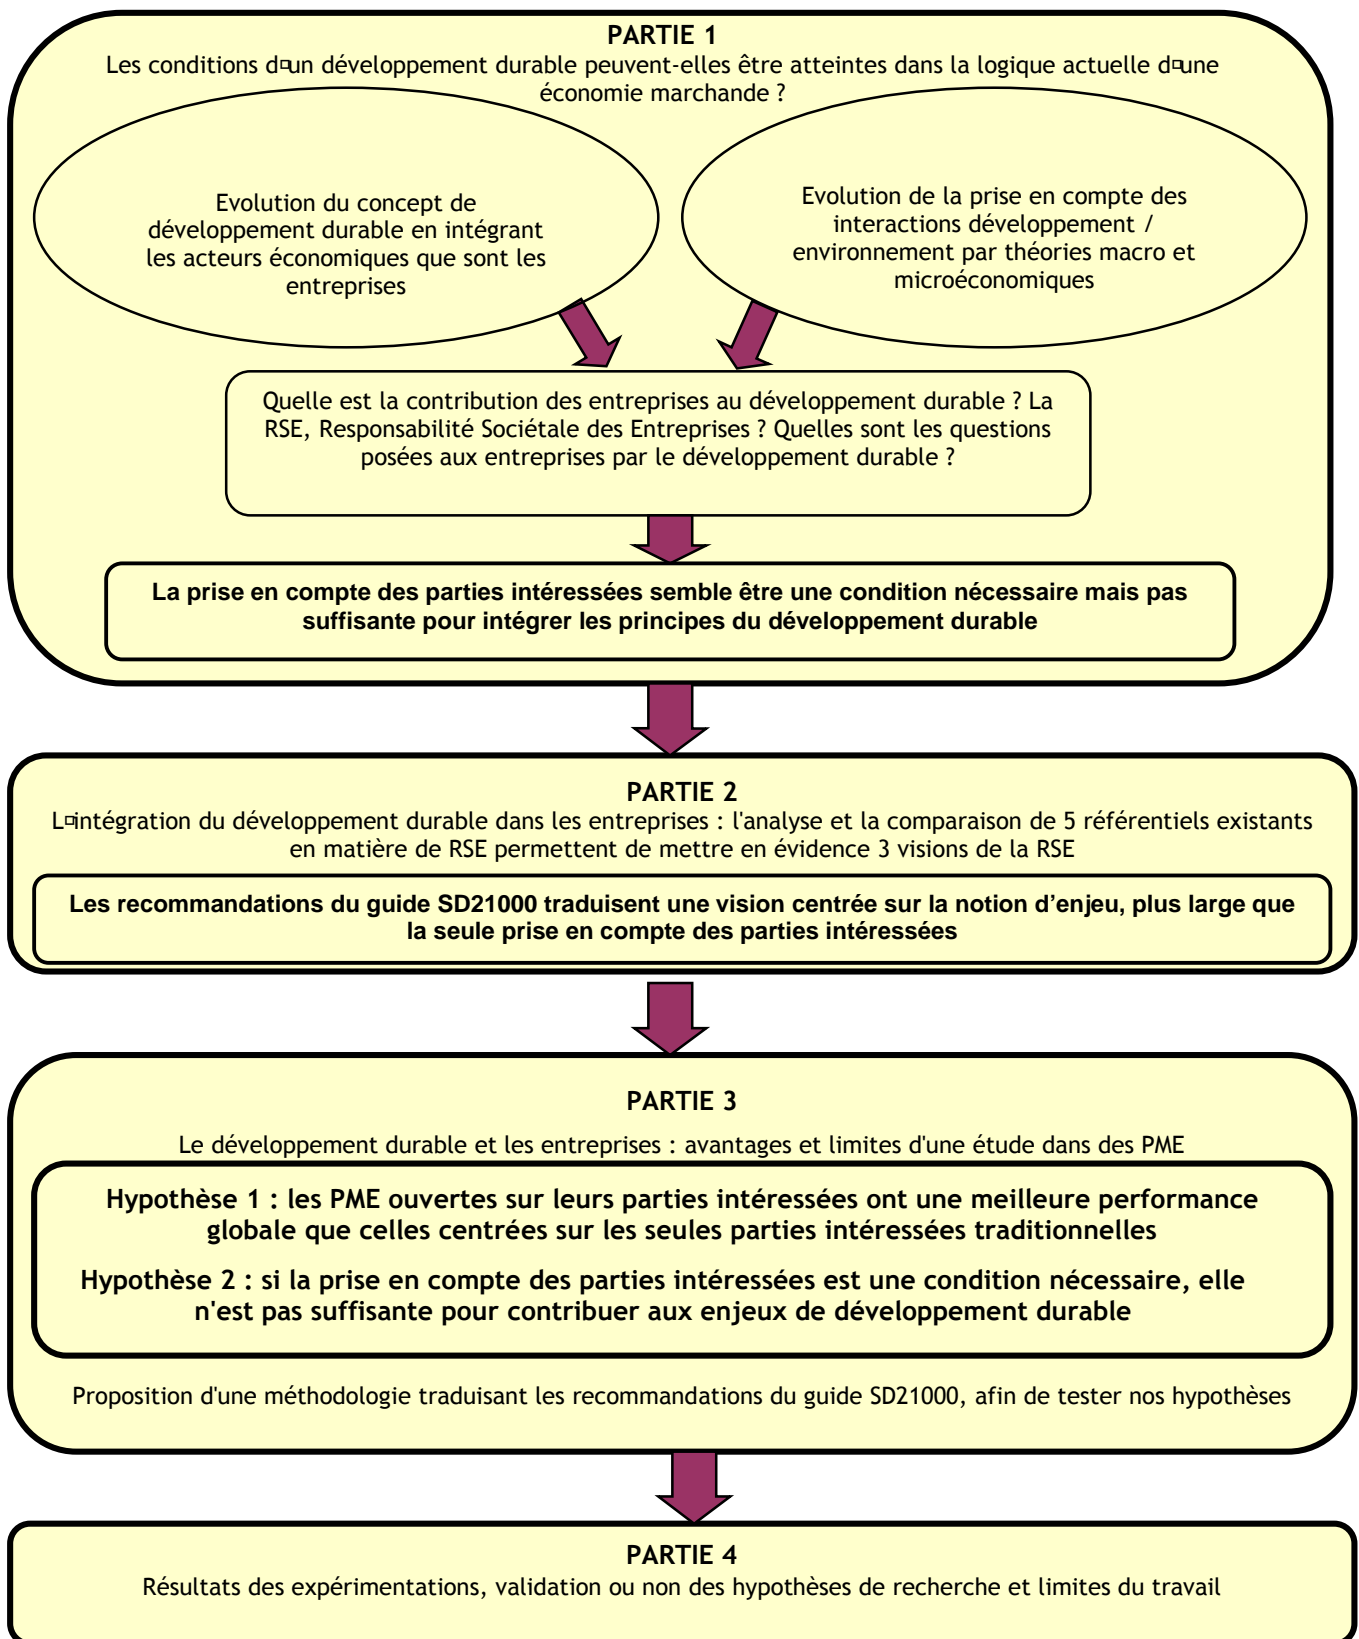 PARTIE 1
Les conditions d¤un développement durable peuvent-elles être atteintes dans la logique actuelle d¤une
économie marchande ?
Evolution du concept de
développement durable en intégrant
les acteurs économiques que sont les
entreprises
Evolution de la prise en compte des
interactions développement /
environnement par théories macro et
microéconomiques
Quelle est la contribution des entreprises au développement durable ? La
RSE, Responsabilité Sociétale des Entreprises ? Quelles sont les questions
posées aux entreprises par le développement durable ?
La prise en compte des parties intéressées semble être une condition nécessaire mais pas
suffisante pour intégrer les principes du développement durable
PARTIE 2
L¤intégration du développement durable dans les entreprises : l'analyse et la comparaison de 5 référentiels existants
en matière de RSE permettent de mettre en évidence 3 visions de la RSE
Les recommandations du guide SD21000 traduisent une vision centrée sur la notion d’enjeu, plus large que
la seule prise en compte des parties intéressées
PARTIE 3
Le développement durable et les entreprises : avantages et limites d'une étude dans des PME
Hypothèse 1 : les PME ouvertes sur leurs parties intéressées ont une meilleure performance
globale que celles centrées sur les seules parties intéressées traditionnelles
Hypothèse 2 : si la prise en compte des parties intéressées est une condition nécessaire, elle
n'est pas suffisante pour contribuer aux enjeux de développement durable
Proposition d'une méthodologie traduisant les recommandations du guide SD21000, afin de tester nos hypothèses
PARTIE 4
Résultats des expérimentations, validation ou non des hypothèses de recherche et limites du travail